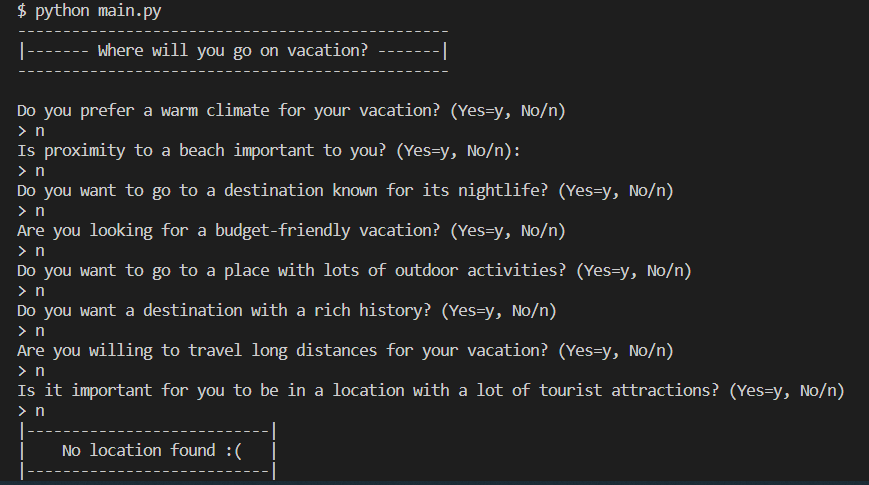 $ python main.py
------------------------------------------------
|------- Where will you go on vacation? -------|
------------------------------------------------
Do you prefer a warm climate for your vacation? (Yes=y, No/n)
> n
Is proximity to a beach important to you? (Yes=y, No/n):
> n
Do you want to go to a destination known for its nightlife? (Yes=y, No/n)
> n
Are you looking for a budget-friendly vacation? (Yes=y, No/n)
> n
Do you want to go to a place with lots of outdoor activities? (Yes=y, No/n)
> n
Do you want a destination with a rich history? (Yes=y, No/n)
> n
Are you willing to travel long distances for your vacation? (Yes=y, No/n)
> n
Is it important for you to be in a location with a lot of tourist attractions? (Yes=y, No/n)
> n
|---------------------------|
|    No location found :(   |
|---------------------------|